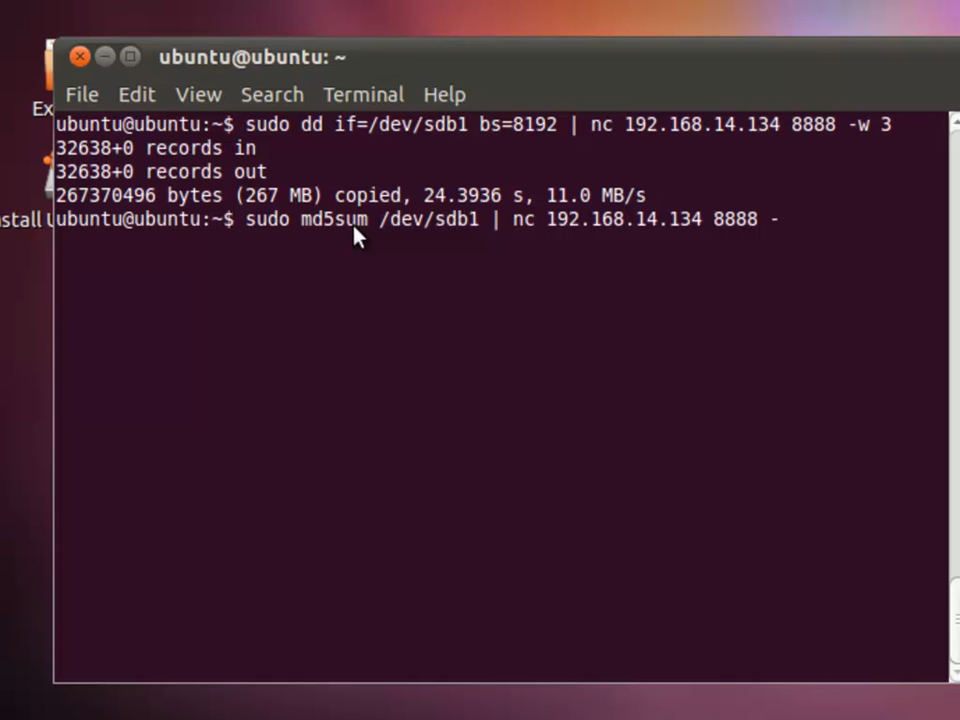 ubuntu@ubuntu: ~
File Edit View Search Terminal Help
Ex
ubuntu@ubuntu:~$ sudo dd if=/dev/sdb1 bs=8192 | nc 192.168.14.134 8888 -w 3
32638+0 records in
32638+0 records out
267370496 bytes (267 MB) copied, 24.3936 s, 11.0 MB/s
stall U
ubuntu@ubuntu:~$ sudo md5sum /dev/sdb1 | nc 192.168.14.134 8888 -